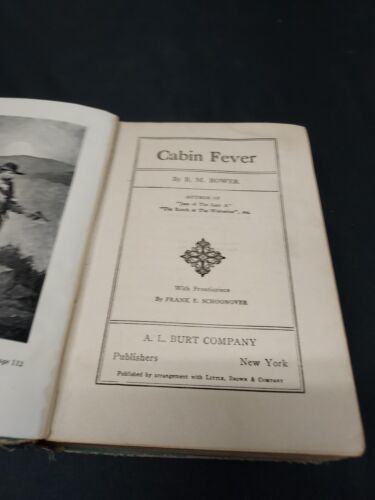 Cabin Fever
By B. M. BOWER
AUTHOR OF
"Jean of The Lazy A"
"The Ranch at The Wolverine", &c.
With Frontispiece
By FRANK E. SCHOONOVER
A. L. BURT COMPANY
Publishers New York
Published by arrangement with LITTLE, BROWN & COMPANY
112